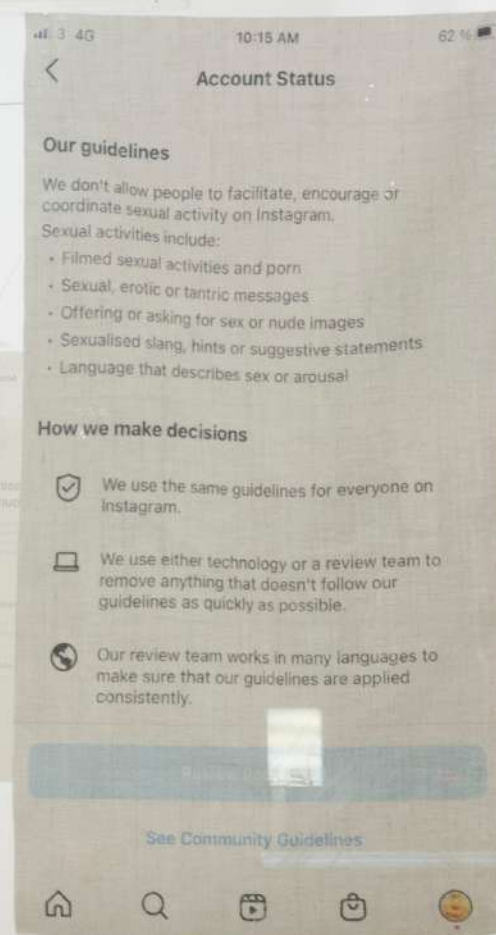 3 4G
10:15 AM
62 %
Account Status
Our guidelines
We don't allow people to facilitate, encourage or
coordinate sexual activity on Instagram.
Sexual activities include:
• Filmed sexual activities and porn
• Sexual, erotic or tantric messages
• Offering or asking for sex or nude images
• Sexualised slang, hints or suggestive statements
• Language that describes sex or arousal
How we make decisions
We use the same guidelines for everyone on
Instagram.
We use either technology or a review team to
remove anything that doesn't follow our
guidelines as quickly as possible.
Our review team works in many languages to
make sure that our guidelines are applied
consistently.
See Community Guidelines